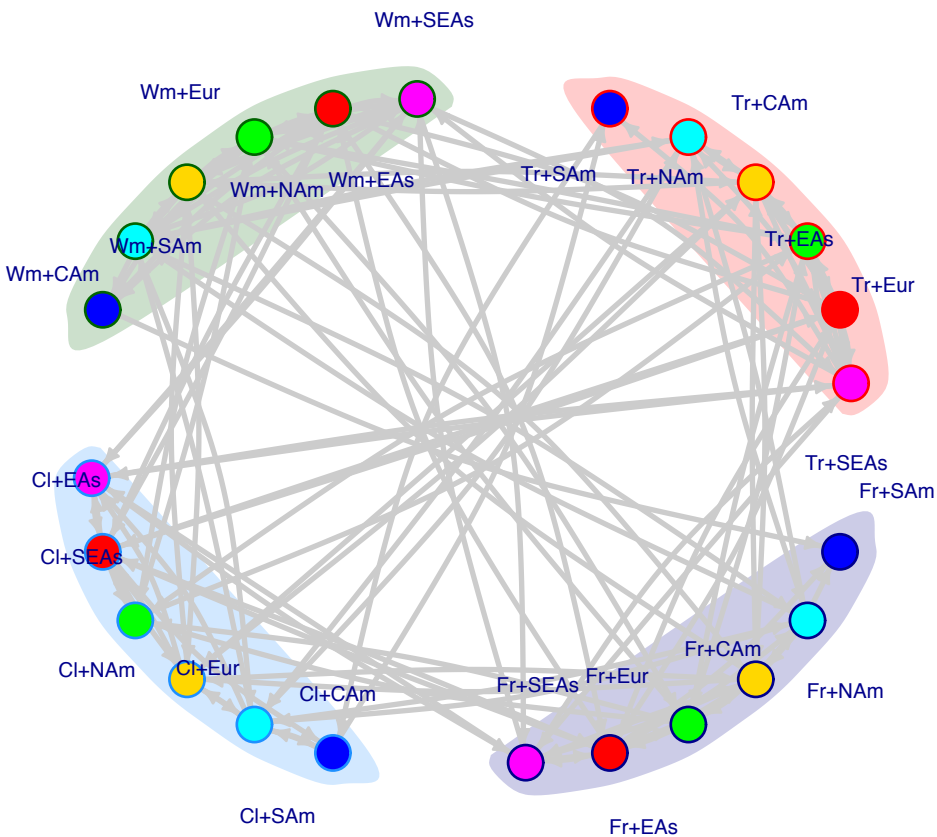 Wm+SEAs
Wm+Eur
Tr+CAm
Wm+NAm
Wm+EAs
Tr+SAm
Tr+NAm
Wm+SAm
Tr+EAs
Wm+CAm
Tr+Eur
Tr+SEAs
Cl+EAs
Fr+SAm
Cl+SEAs
Cl+NAm
Cl+Eur
Fr+CAm
Fr+SEAs
Fr+Eur
Cl+CAm
Fr+NAm
Cl+SAm
Fr+EAs